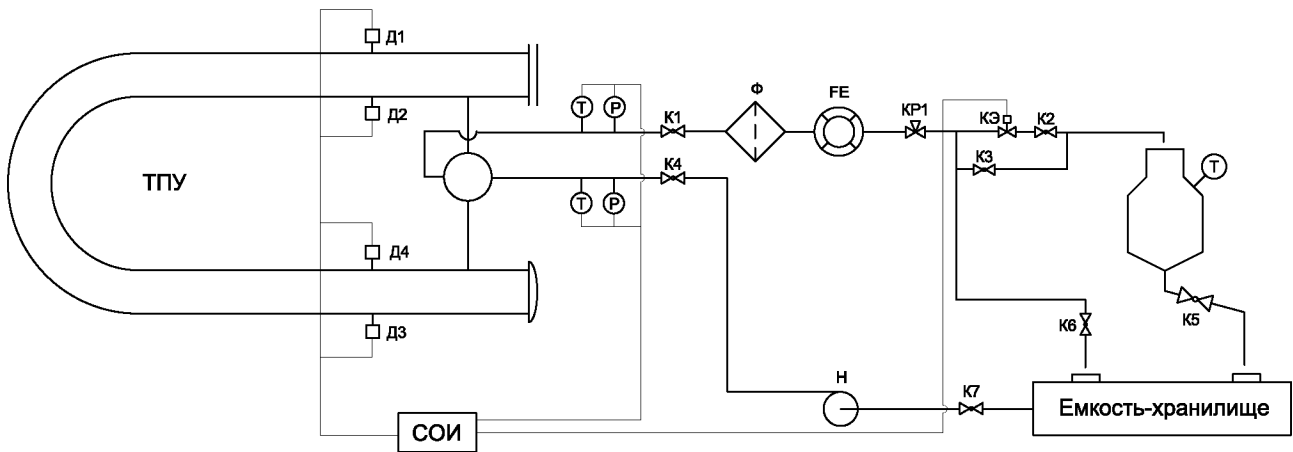 Д1
Д2
ТПУ
T P
К1
Ф
FE
КР1
КЭ
К2
К3
T
К4
T P
Д4
Д3
К6
К5
Н
К7
СОИ
Емкость-хранилище